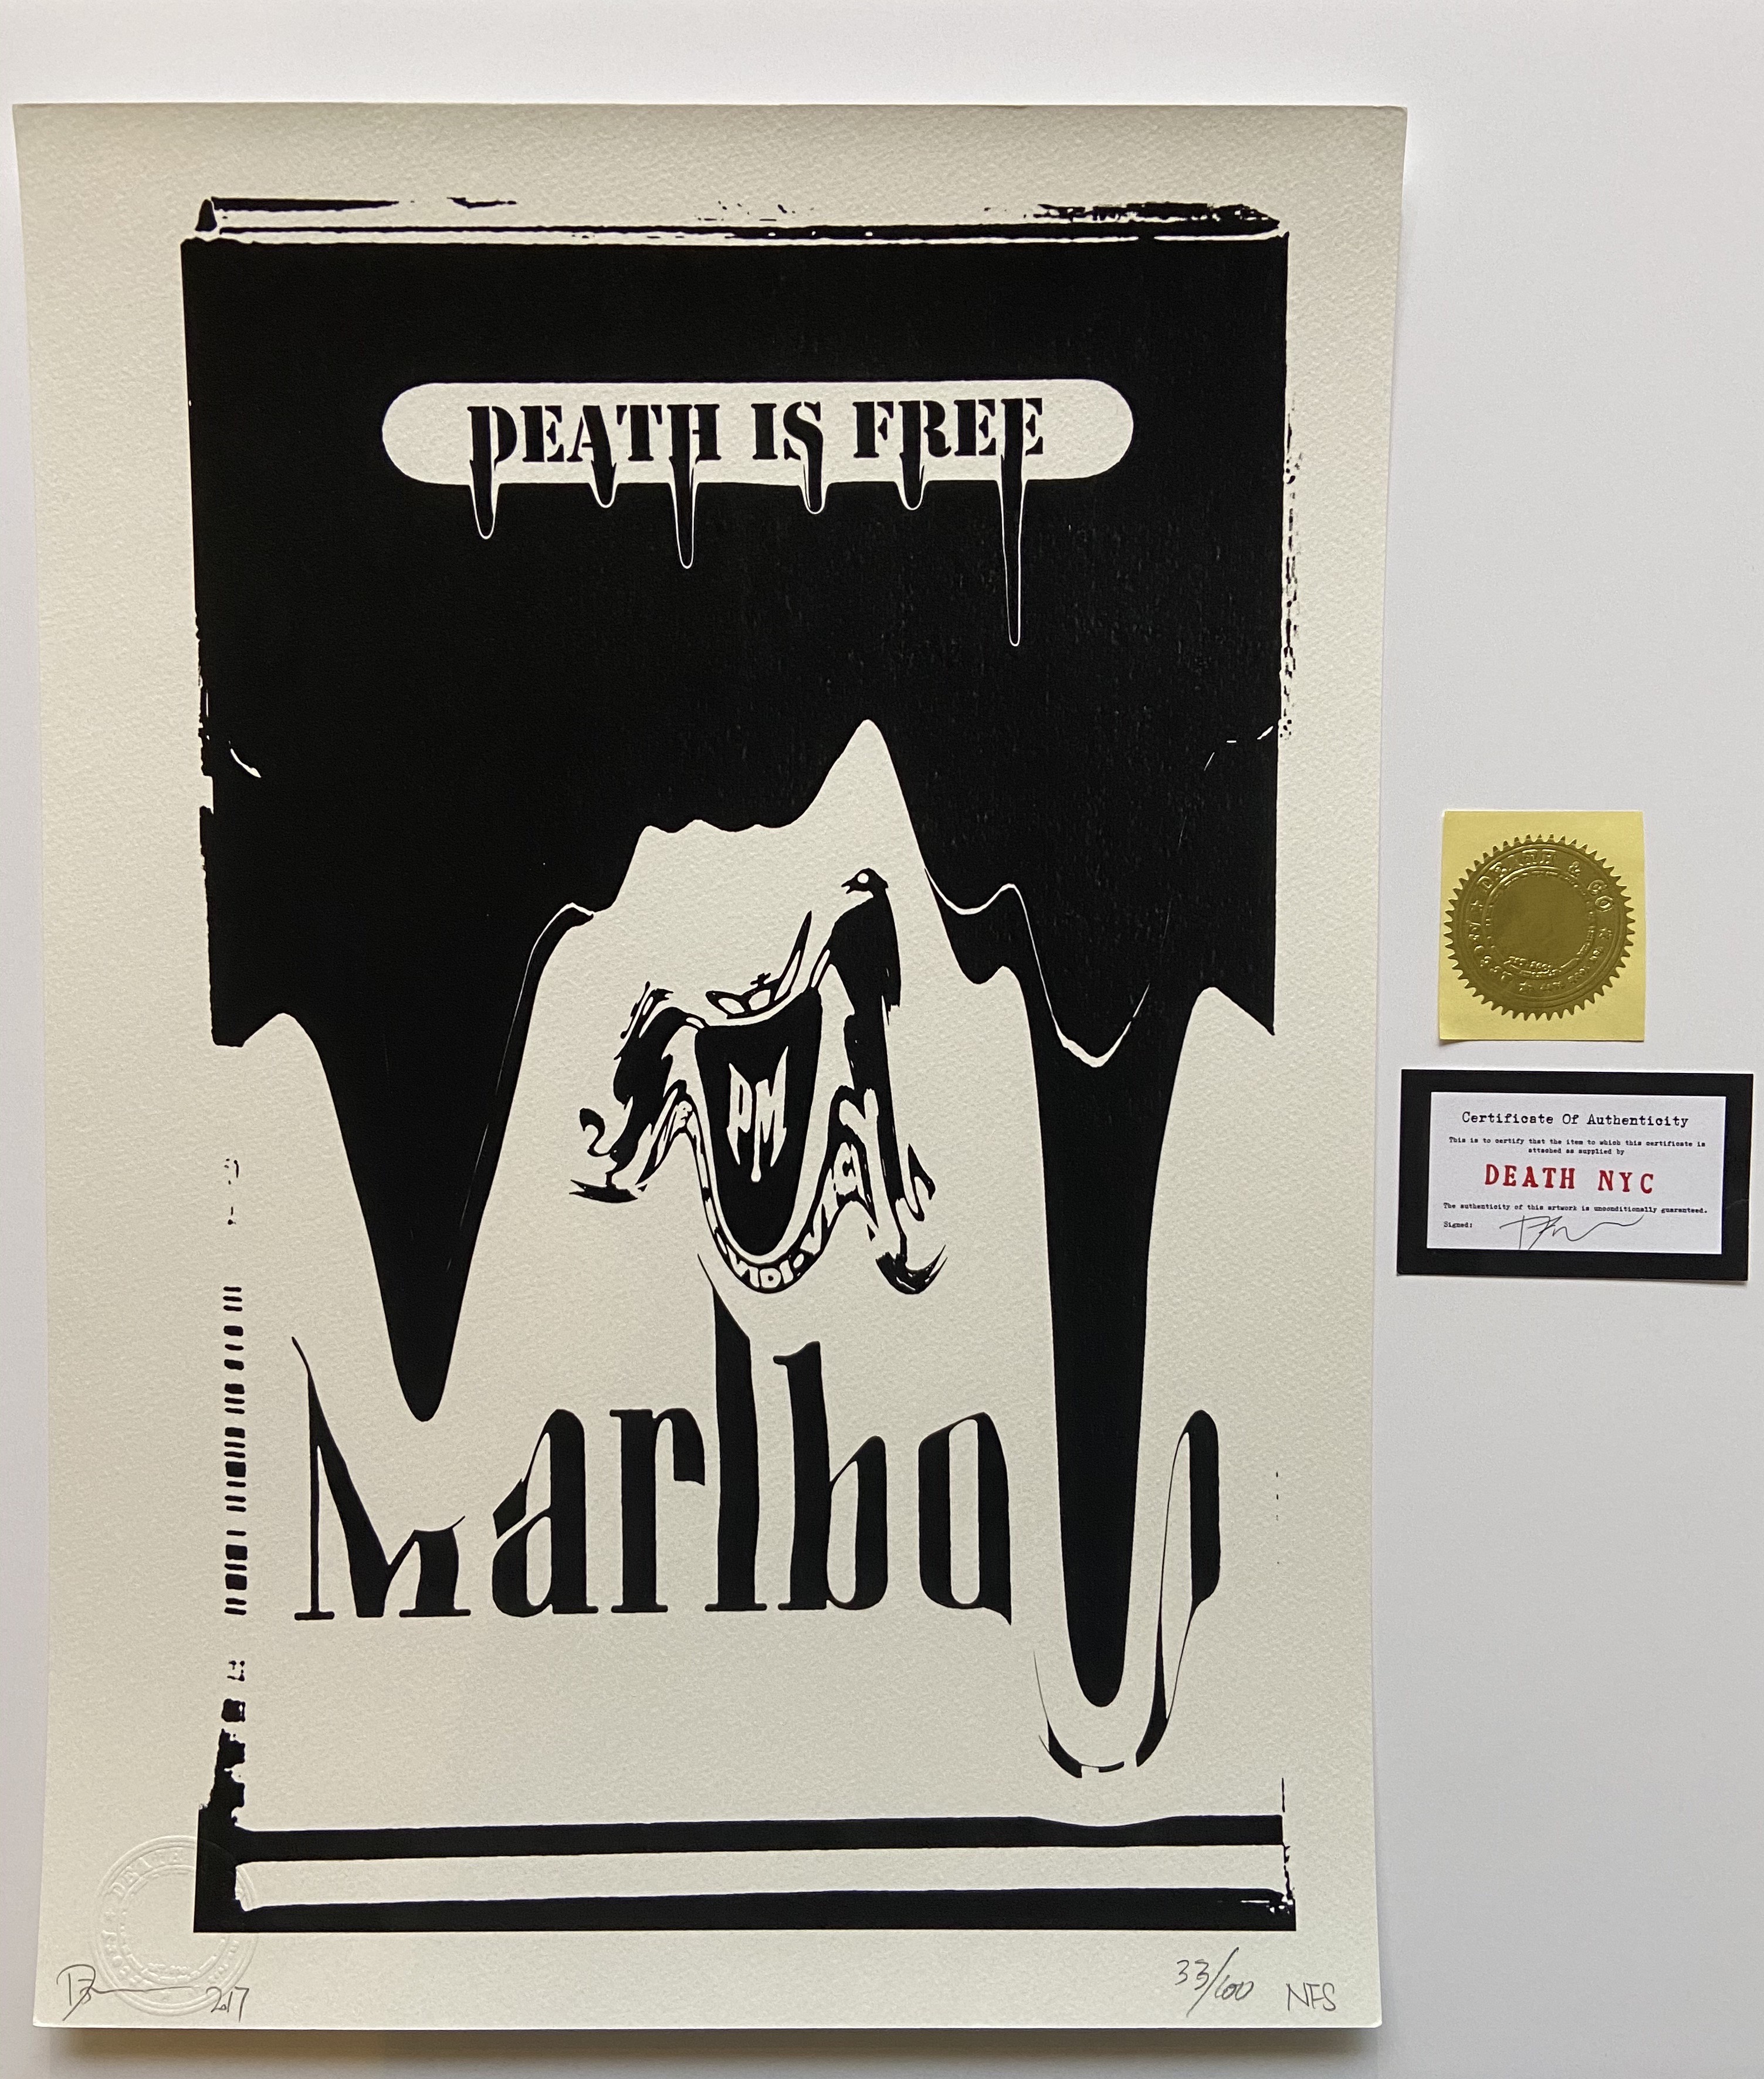 DEATH IS FREE
PM
Marlbo
DEATH & CO
Certificate Of Authenticity
This is to certify that the item to which this certificate is
attached as supplied by
DEATH NYC
The authenticity of this artwork is unconditionally guaranteed.
Signed:
2017
33/100 NFS